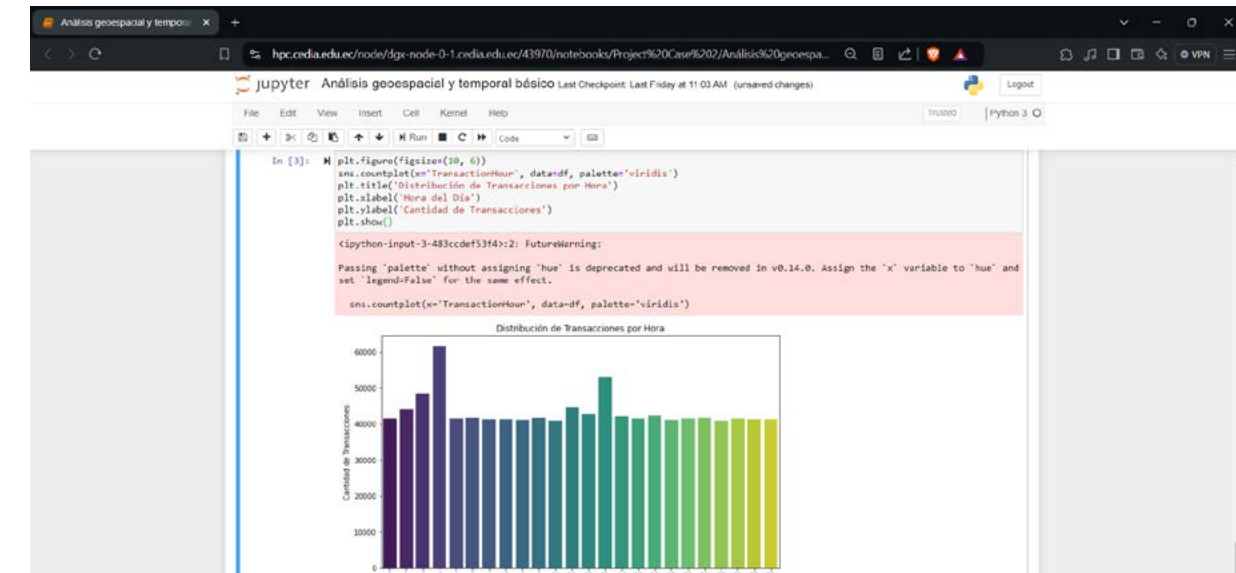 Análisis geoespacial y tempora
hpc.cedia.edu.ec/node/dgx-node-0-1.cedia.edu.ec/43970/notebooks/Project%20Case%202/Análisis%20geoespa...
VPN
jupyter Análisis geoespacial y temporal básico Last Checkpoint: Last Friday at 11:03 AM (unsaved changes)
Logout
File Edit View Insert Cell Kernel Help
Trusted
Python 3
Run
Code
In [3]:
plt.figure(figsize=(10, 6))
sns.countplot(x='TransactionHour', data=df, palette='viridis')
plt.title('Distribución de Transacciones por Hora')
plt.xlabel('Hora del Día')
plt.ylabel('Cantidad de Transacciones')
plt.show()
<ipython-input-3-483ccdef53f4>:2: FutureWarning:
Passing `palette` without assigning `hue` is deprecated and will be removed in v0.14.0. Assign the `x` variable to `hue` and
set `legend=False` for the same effect.
sns.countplot(x='TransactionHour', data=df, palette='viridis')
Distribución de Transacciones por Hora
60000
50000
40000
30000
20000
10000
0
Cantidad de Transacciones